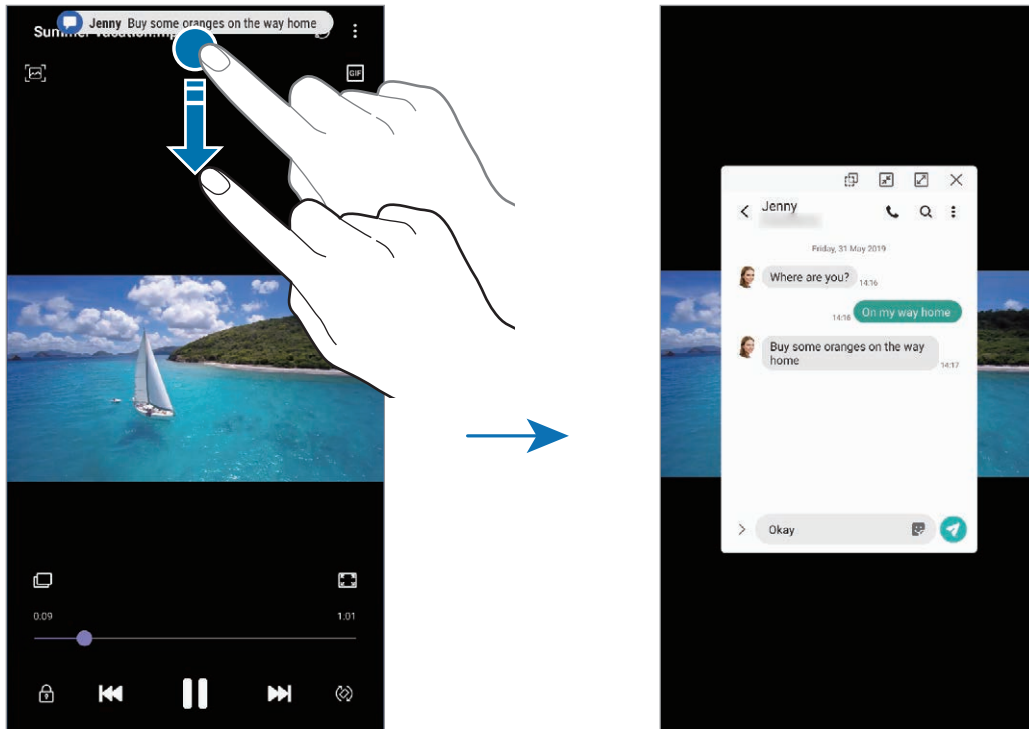 Jenny Buy some oranges on the way home
GIF
0:09
1:01
Jenny
Friday, 31 May 2019
Where are you?
14:16
14:16
On my way home
Buy some oranges on the way
home
14:17
Okay